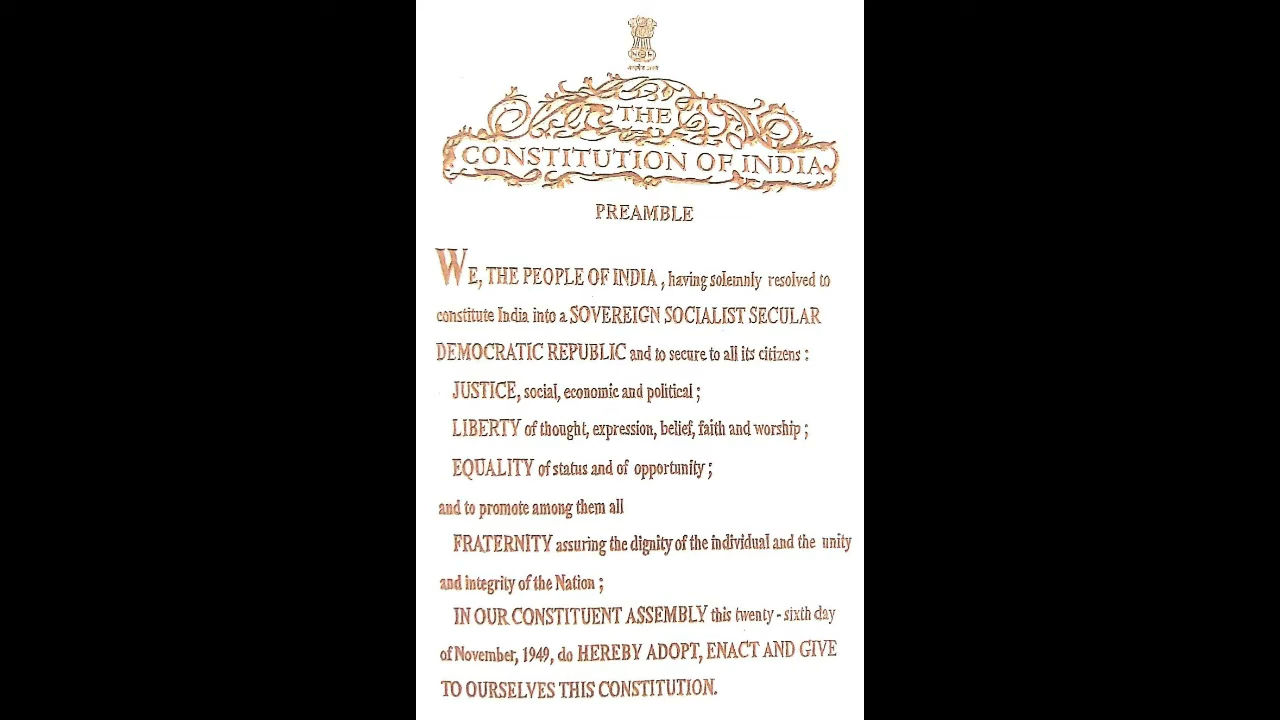 THE
CONSTITUTION OF INDIA
PREAMBLE
WE, THE PEOPLE OF INDIA, having solemnly resolved to
constitute India into a SOVEREIGN SOCIALIST SECULAR
DEMOCRATIC REPUBLIC and to secure to all its citizens :
JUSTICE, social, economic and political ;
LIBERTY of thought, expression, belief, faith and worship ;
EQUALITY of status and of opportunity ;
and to promote among them all
FRATERNITY assuring the dignity of the individual and the unity
and integrity of the Nation ;
IN OUR CONSTITUENT ASSEMBLY this twenty - sixth day
of November, 1949, do HEREBY ADOPT, ENACT AND GIVE
TO OURSELVES THIS CONSTITUTION.